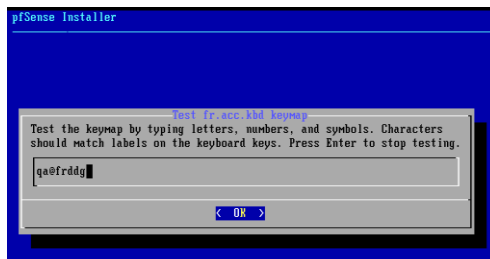 pfSense Installer
Test fr.acc.kbd keymap
Test the keymap by typing letters, numbers, and symbols. Characters
should match labels on the keyboard keys. Press Enter to stop testing.
qa@frddg
< OK >